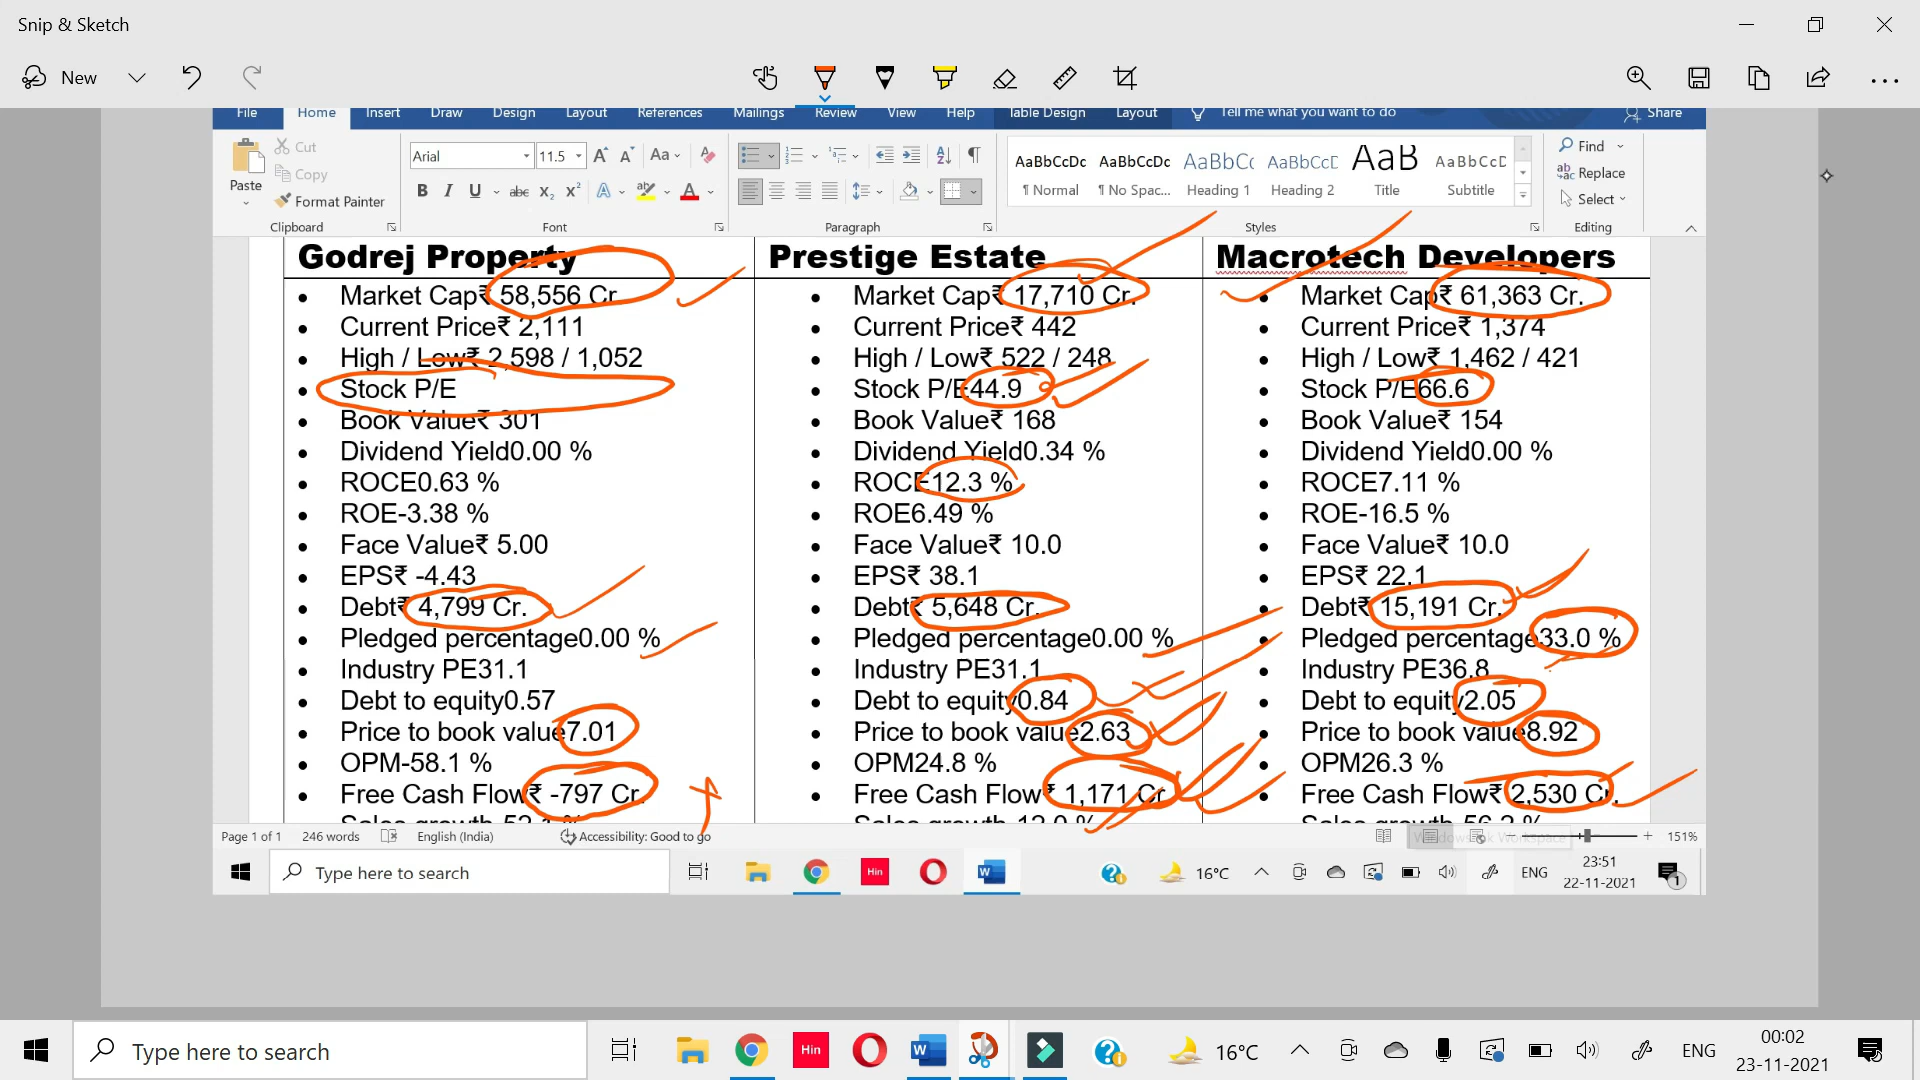 Snip & Sketch
New
File Home Insert Draw Design Layout References Mailings Review View Help Table Design Layout Tell me what you want to do Share
Paste
Cut
Copy
Format Painter
Clipboard
Arial 11.5
Font
Paragraph
AaBbCcDc AaBbCcDc AaBbC AaBbCcE AaB AaBbCcD
¶ Normal ¶ No Spac... Heading 1 Heading 2 Title Subtitle
Styles
Find
Replace
Select
Editing
Godrej Property
• Market Cap₹ 58,556 Cr.
• Current Price₹ 2,111
• High / Low₹ 2,598 / 1,052
• Stock P/E
• Book Value₹ 301
• Dividend Yield0.00 %
• ROCE0.63 %
• ROE-3.38 %
• Face Value₹ 5.00
• EPS₹ -4.43
• Debt₹ 4,799 Cr.
• Pledged percentage0.00 %
• Industry PE31.1
• Debt to equity0.57
• Price to book value7.01
• OPM-58.1 %
• Free Cash Flow₹ -797 Cr.
Prestige Estate
• Market Cap₹ 17,710 Cr.
• Current Price₹ 442
• High / Low₹ 522 / 248
• Stock P/E44.9
• Book Value₹ 168
• Dividend Yield0.34 %
• ROCE12.3 %
• ROE6.49 %
• Face Value₹ 10.0
• EPS₹ 38.1
• Debt₹ 5,648 Cr.
• Pledged percentage0.00 %
• Industry PE31.1
• Debt to equity0.84
• Price to book value2.63
• OPM24.8 %
• Free Cash Flow₹ 1,171 Cr.
Macrotech Developers
• Market Cap₹ 61,363 Cr.
• Current Price₹ 1,374
• High / Low₹ 1,462 / 421
• Stock P/E66.6
• Book Value₹ 154
• Dividend Yield0.00 %
• ROCE7.11 %
• ROE-16.5 %
• Face Value₹ 10.0
• EPS₹ 22.1
• Debt₹ 15,191 Cr.
• Pledged percentage33.0 %
• Industry PE36.8
• Debt to equity2.05
• Price to book value8.92
• OPM26.3 %
• Free Cash Flow₹ 2,530 Cr.
Page 1 of 1 246 words English (India) Accessibility: Good to go 151%
Type here to search
Hin
16°C ENG
23:51
22-11-2021
1
Type here to search
Hin
16°C ENG
00:02
23-11-2021